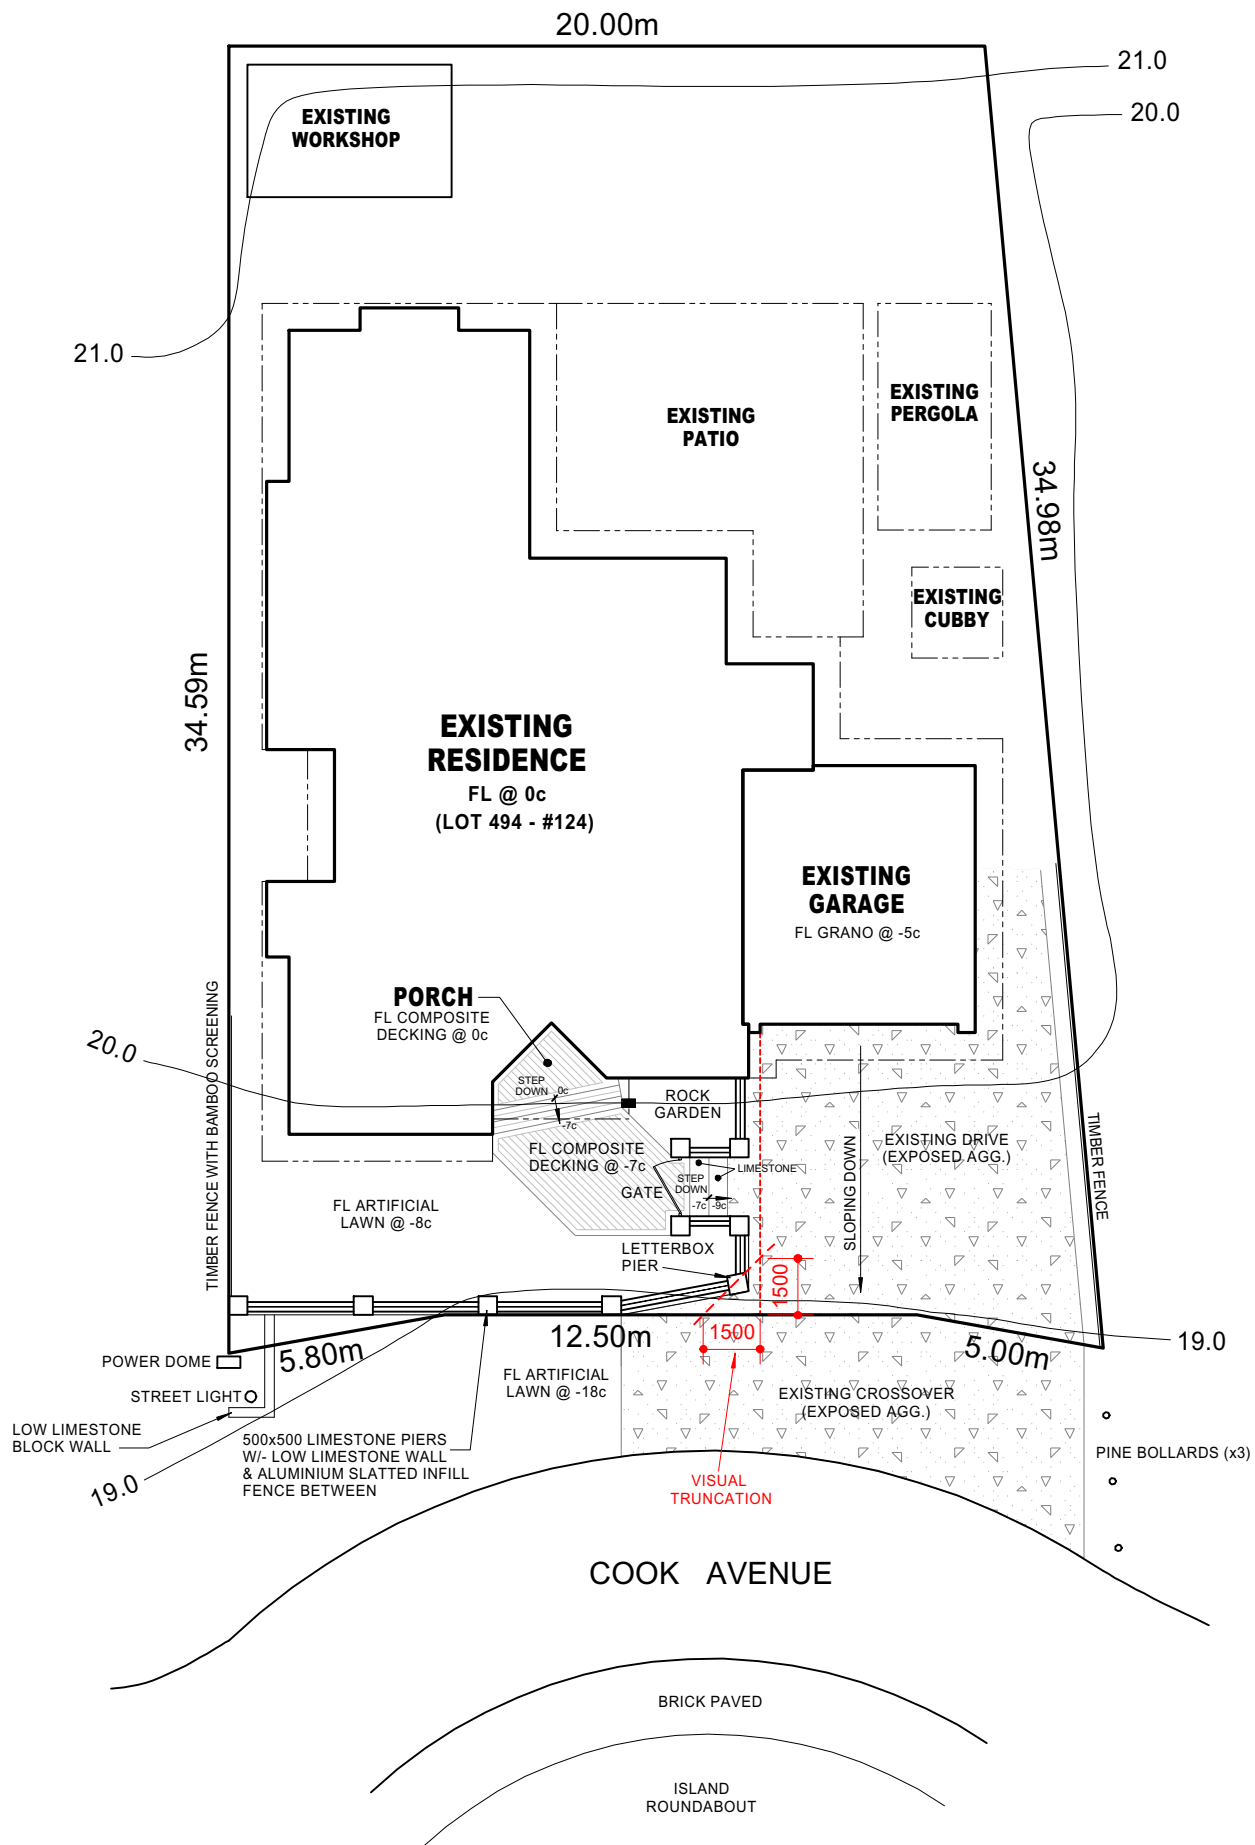 20.00m
21.0
20.0
EXISTING
WORKSHOP
21.0
EXISTING
PATIO
EXISTING
PERGOLA
34.98m
EXISTING
CUBBY
34.59m
EXISTING
RESIDENCE
FL @ 0c
(LOT 494 - #124)
EXISTING
GARAGE
FL GRANO @ -5c
TIMBER FENCE WITH BAMBOO SCREENING
PORCH
FL COMPOSITE
DECKING @ 0c
20.0
STEP
DOWN
0c
-7c
ROCK
GARDEN
FL COMPOSITE
DECKING @ -7c
LIMESTONE
STEP
DOWN
-7c
-9c
GATE
SLOPING DOWN
EXISTING DRIVE
(EXPOSED AGG.)
TIMBER FENCE
FL ARTIFICIAL
LAWN @ -8c
LETTERBOX
PIER
1500
1500
19.0
12.50m
5.80m
5.00m
POWER DOME
STREET LIGHT
LOW LIMESTONE
BLOCK WALL
19.0
500x500 LIMESTONE PIERS
W/- LOW LIMESTONE WALL
& ALUMINIUM SLATTED INFILL
FENCE BETWEEN
FL ARTIFICIAL
LAWN @ -18c
EXISTING CROSSOVER
(EXPOSED AGG.)
VISUAL
TRUNCATION
PINE BOLLARDS (x3)
COOK AVENUE
BRICK PAVED
ISLAND
ROUNDABOUT